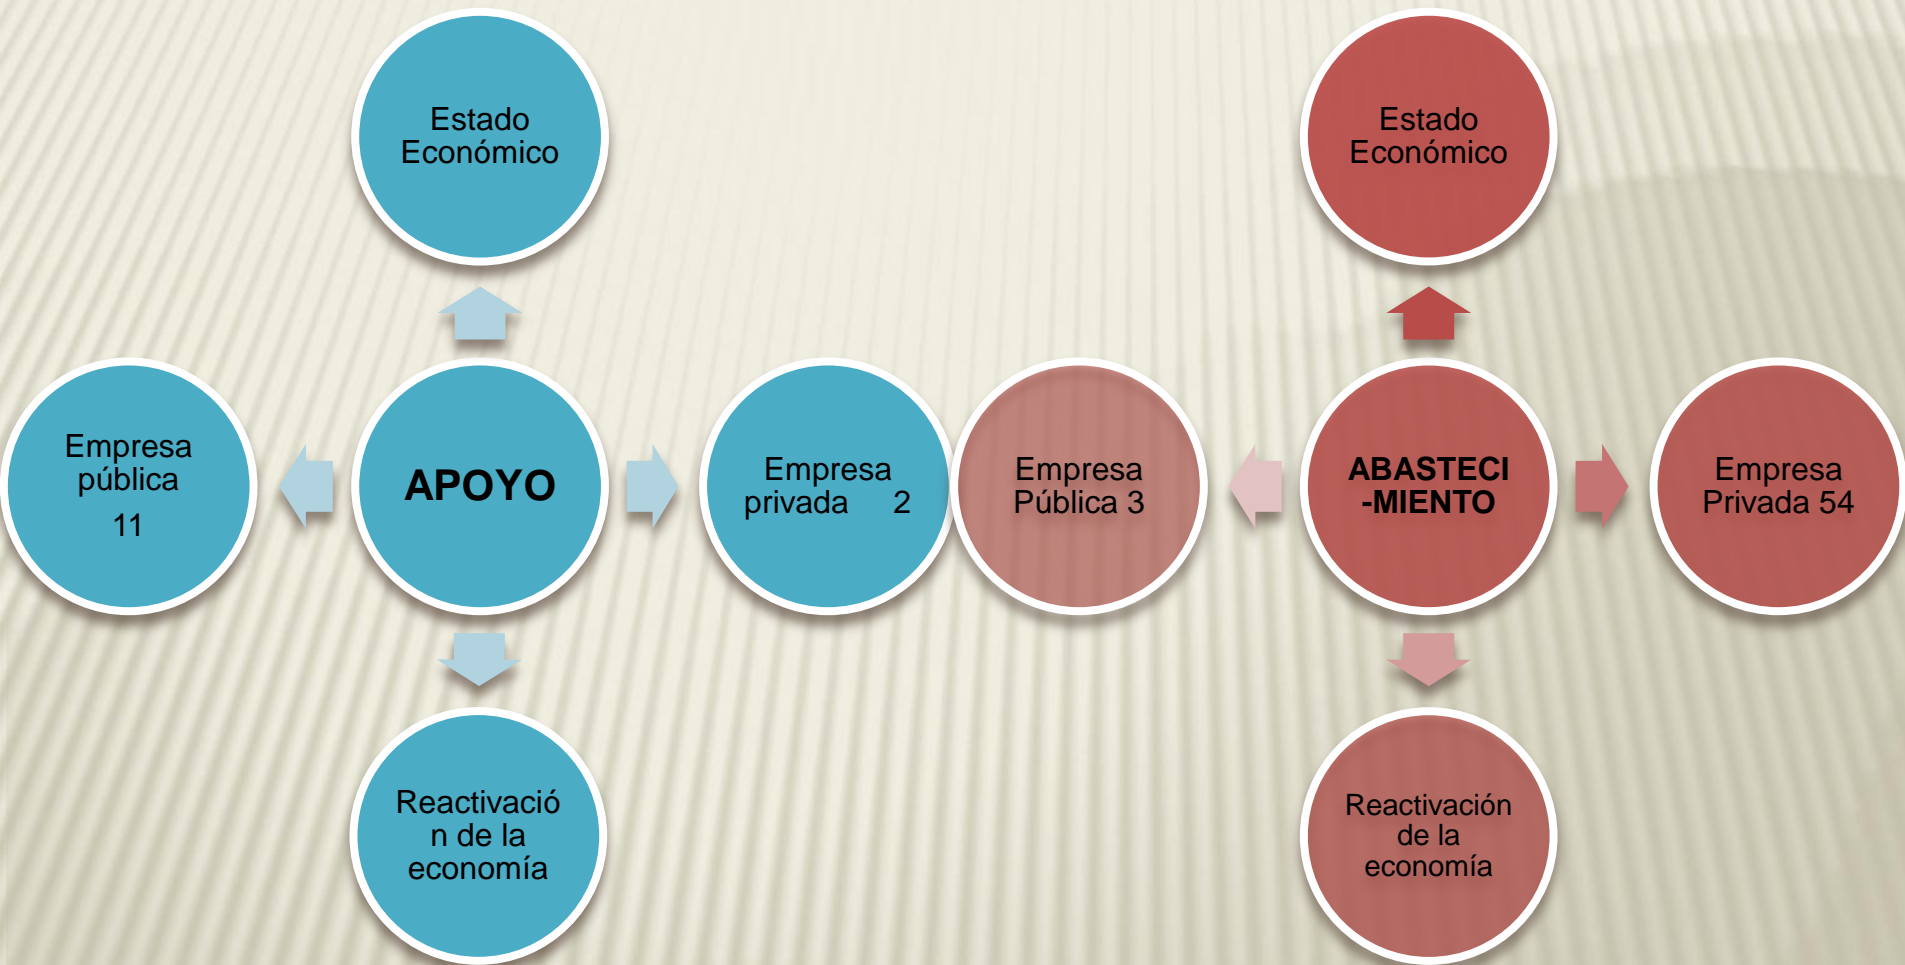 Estado
Económico
Estado
Económico
Empresa
pública
11
APOYO
Empresa
privada 2
Empresa
Pública 3
ABASTECI
-MIENTO
Empresa
Privada 54
Reactivació
n de la
economía
Reactivación
de la
economía